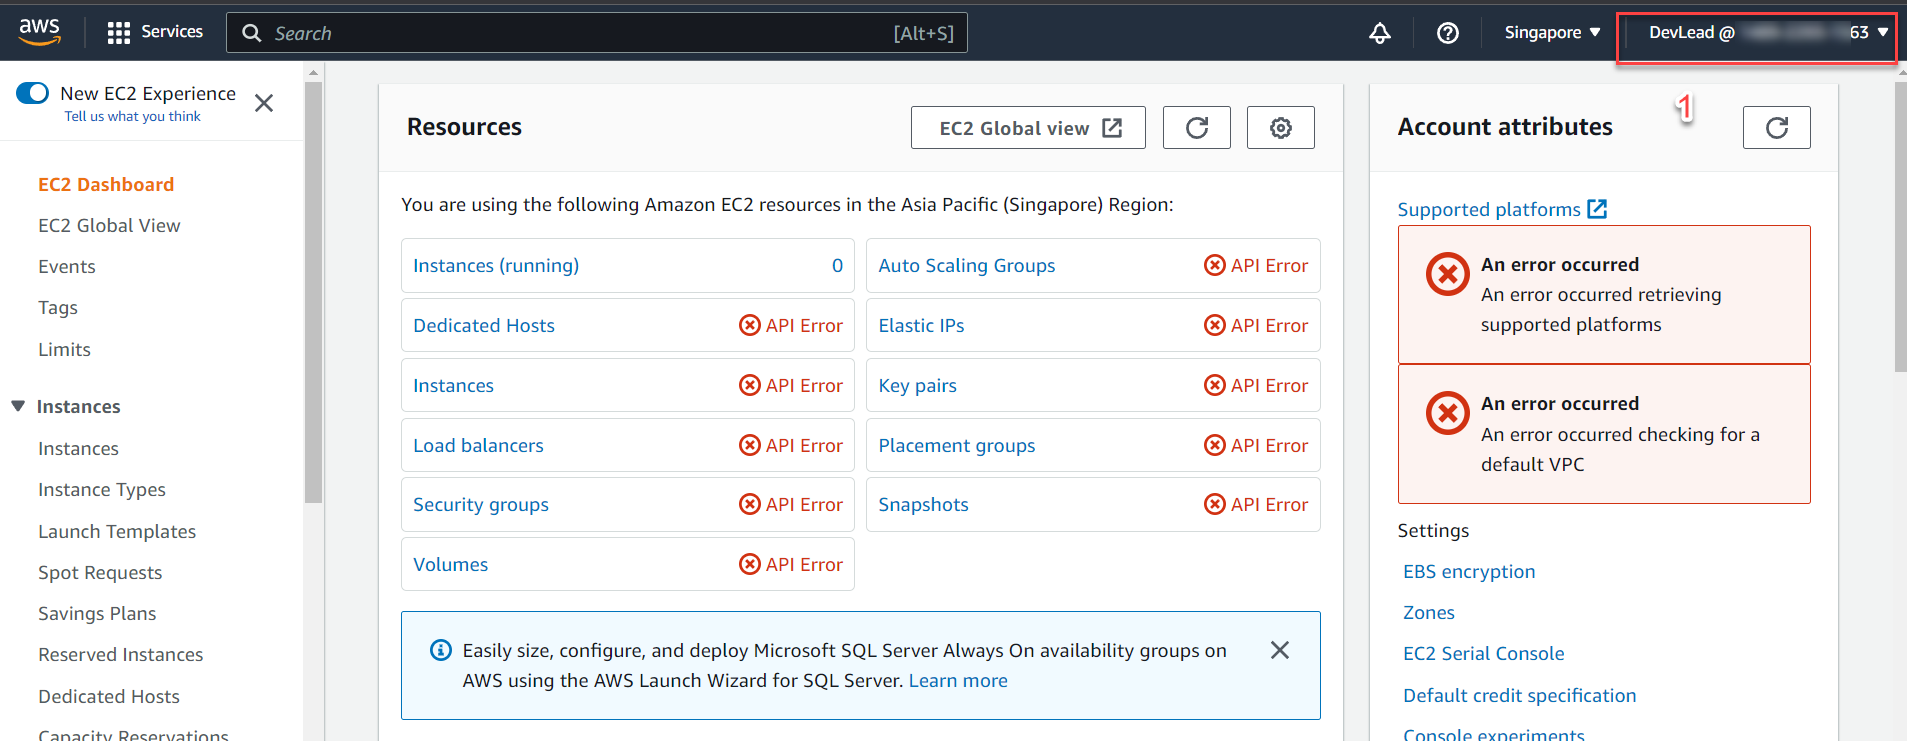 aws
Services
Search
[Alt+S]
Singapore
DevLead @
63
New EC2 Experience
Tell us what you think
EC2 Dashboard
EC2 Global View
Events
Tags
Limits
Instances
Instances
Instance Types
Launch Templates
Spot Requests
Savings Plans
Reserved Instances
Dedicated Hosts
Capacity Reservations
Resources
EC2 Global view
You are using the following Amazon EC2 resources in the Asia Pacific (Singapore) Region:
Instances (running) 0
Auto Scaling Groups API Error
Dedicated Hosts API Error
Elastic IPs API Error
Instances API Error
Key pairs API Error
Load balancers API Error
Placement groups API Error
Security groups API Error
Snapshots API Error
Volumes API Error
Easily size, configure, and deploy Microsoft SQL Server Always On availability groups on
AWS using the AWS Launch Wizard for SQL Server. Learn more
1
Account attributes
Supported platforms
An error occurred
An error occurred retrieving
supported platforms
An error occurred
An error occurred checking for a
default VPC
Settings
EBS encryption
Zones
EC2 Serial Console
Default credit specification
Console experiments